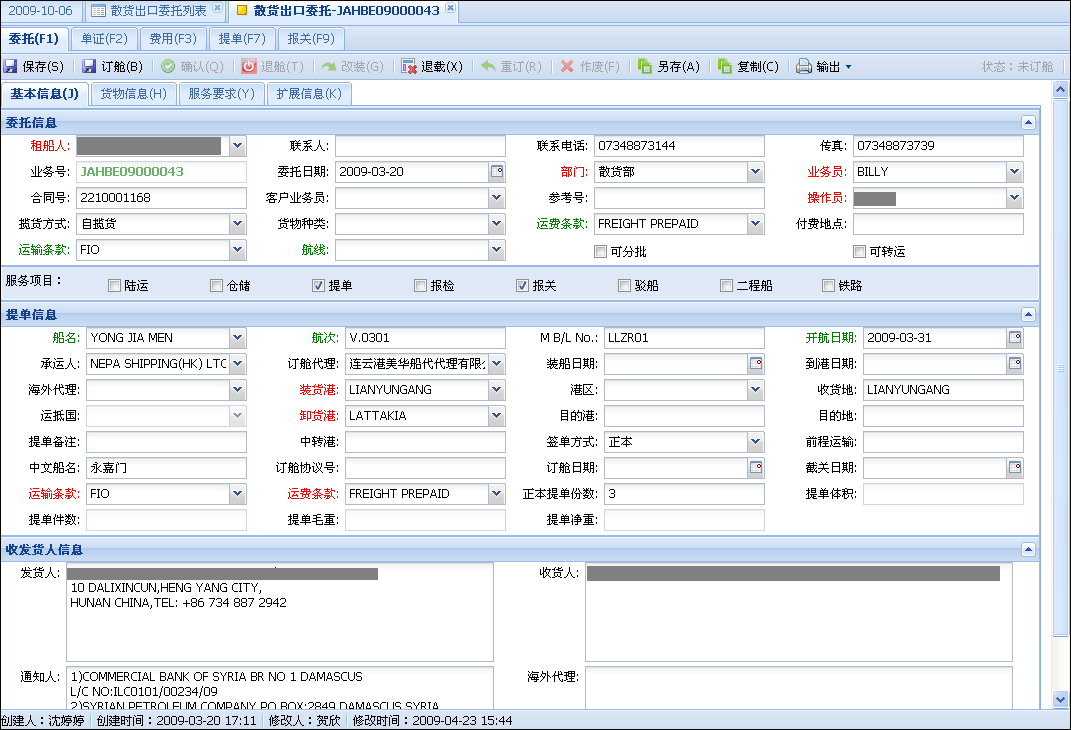 2009-10-06 散货出口委托列表 散货出口委托-JAHBE09000043
委托(F1) 单证(F2) 费用(F3) 提单(F7) 报关(F9)
保存(S) 订舱(B) 确认(Q) 退舱(T) 改装(G) 退载(X) 重订(R) 作废(F) 另存(A) 复制(C) 输出 状态：未订舱
基本信息(J) 货物信息(H) 服务要求(Y) 扩展信息(K)
委托信息
租船人: 联系人: 联系电话: 07348873144 传真: 07348873739
业务号: JAHBE09000043 委托日期: 2009-03-20 部门: 散货部 业务员: BILLY
合同号: 2210001168 客户业务员: 参考号: 操作员:
揽货方式: 自揽货 货物种类: 运费条款: FREIGHT PREPAID 付费地点:
运输条款: FIO 航线: 可分批 可转运
服务项目： 陆运 仓储 提单 报检 报关 驳船 二程船 铁路
提单信息
船名: YONG JIA MEN 航次: V.0301 M B/L No.: LLZR01 开航日期: 2009-03-31
承运人: NEPA SHIPPING(HK) LTC 订舱代理: 连云港美华船代代理有限 装船日期: 到港日期:
海外代理: 装货港: LIANYUNGANG 港区: 收货地: LIANYUNGANG
运抵国: 卸货港: LATTAKIA 目的港: 目的地:
提单备注: 中转港: 签单方式: 正本 前程运输:
中文船名: 永嘉门 订舱协议号: 订舱日期: 截关日期:
运输条款: FIO 运费条款: FREIGHT PREPAID 正本提单份数: 3 提单体积:
提单件数: 提单毛重: 提单净重:
收发货人信息
发货人: 收货人:
10 DALIXINCUN,HENG YANG CITY,
HUNAN CHINA,TEL: +86 734 887 2942
通知人: 1)COMMERCIAL BANK OF SYRIA BR NO 1 DAMASCUS 海外代理:
L/C NO:ILC0101/00234/09
2)SYRIAN PETROLEUM COMPANY PO BOX:2849 DAMASCUS SYRIA
创建人：沈婷婷 创建时间：2009-03-20 17:11 修改人：贺欣 修改时间：2009-04-23 15:44